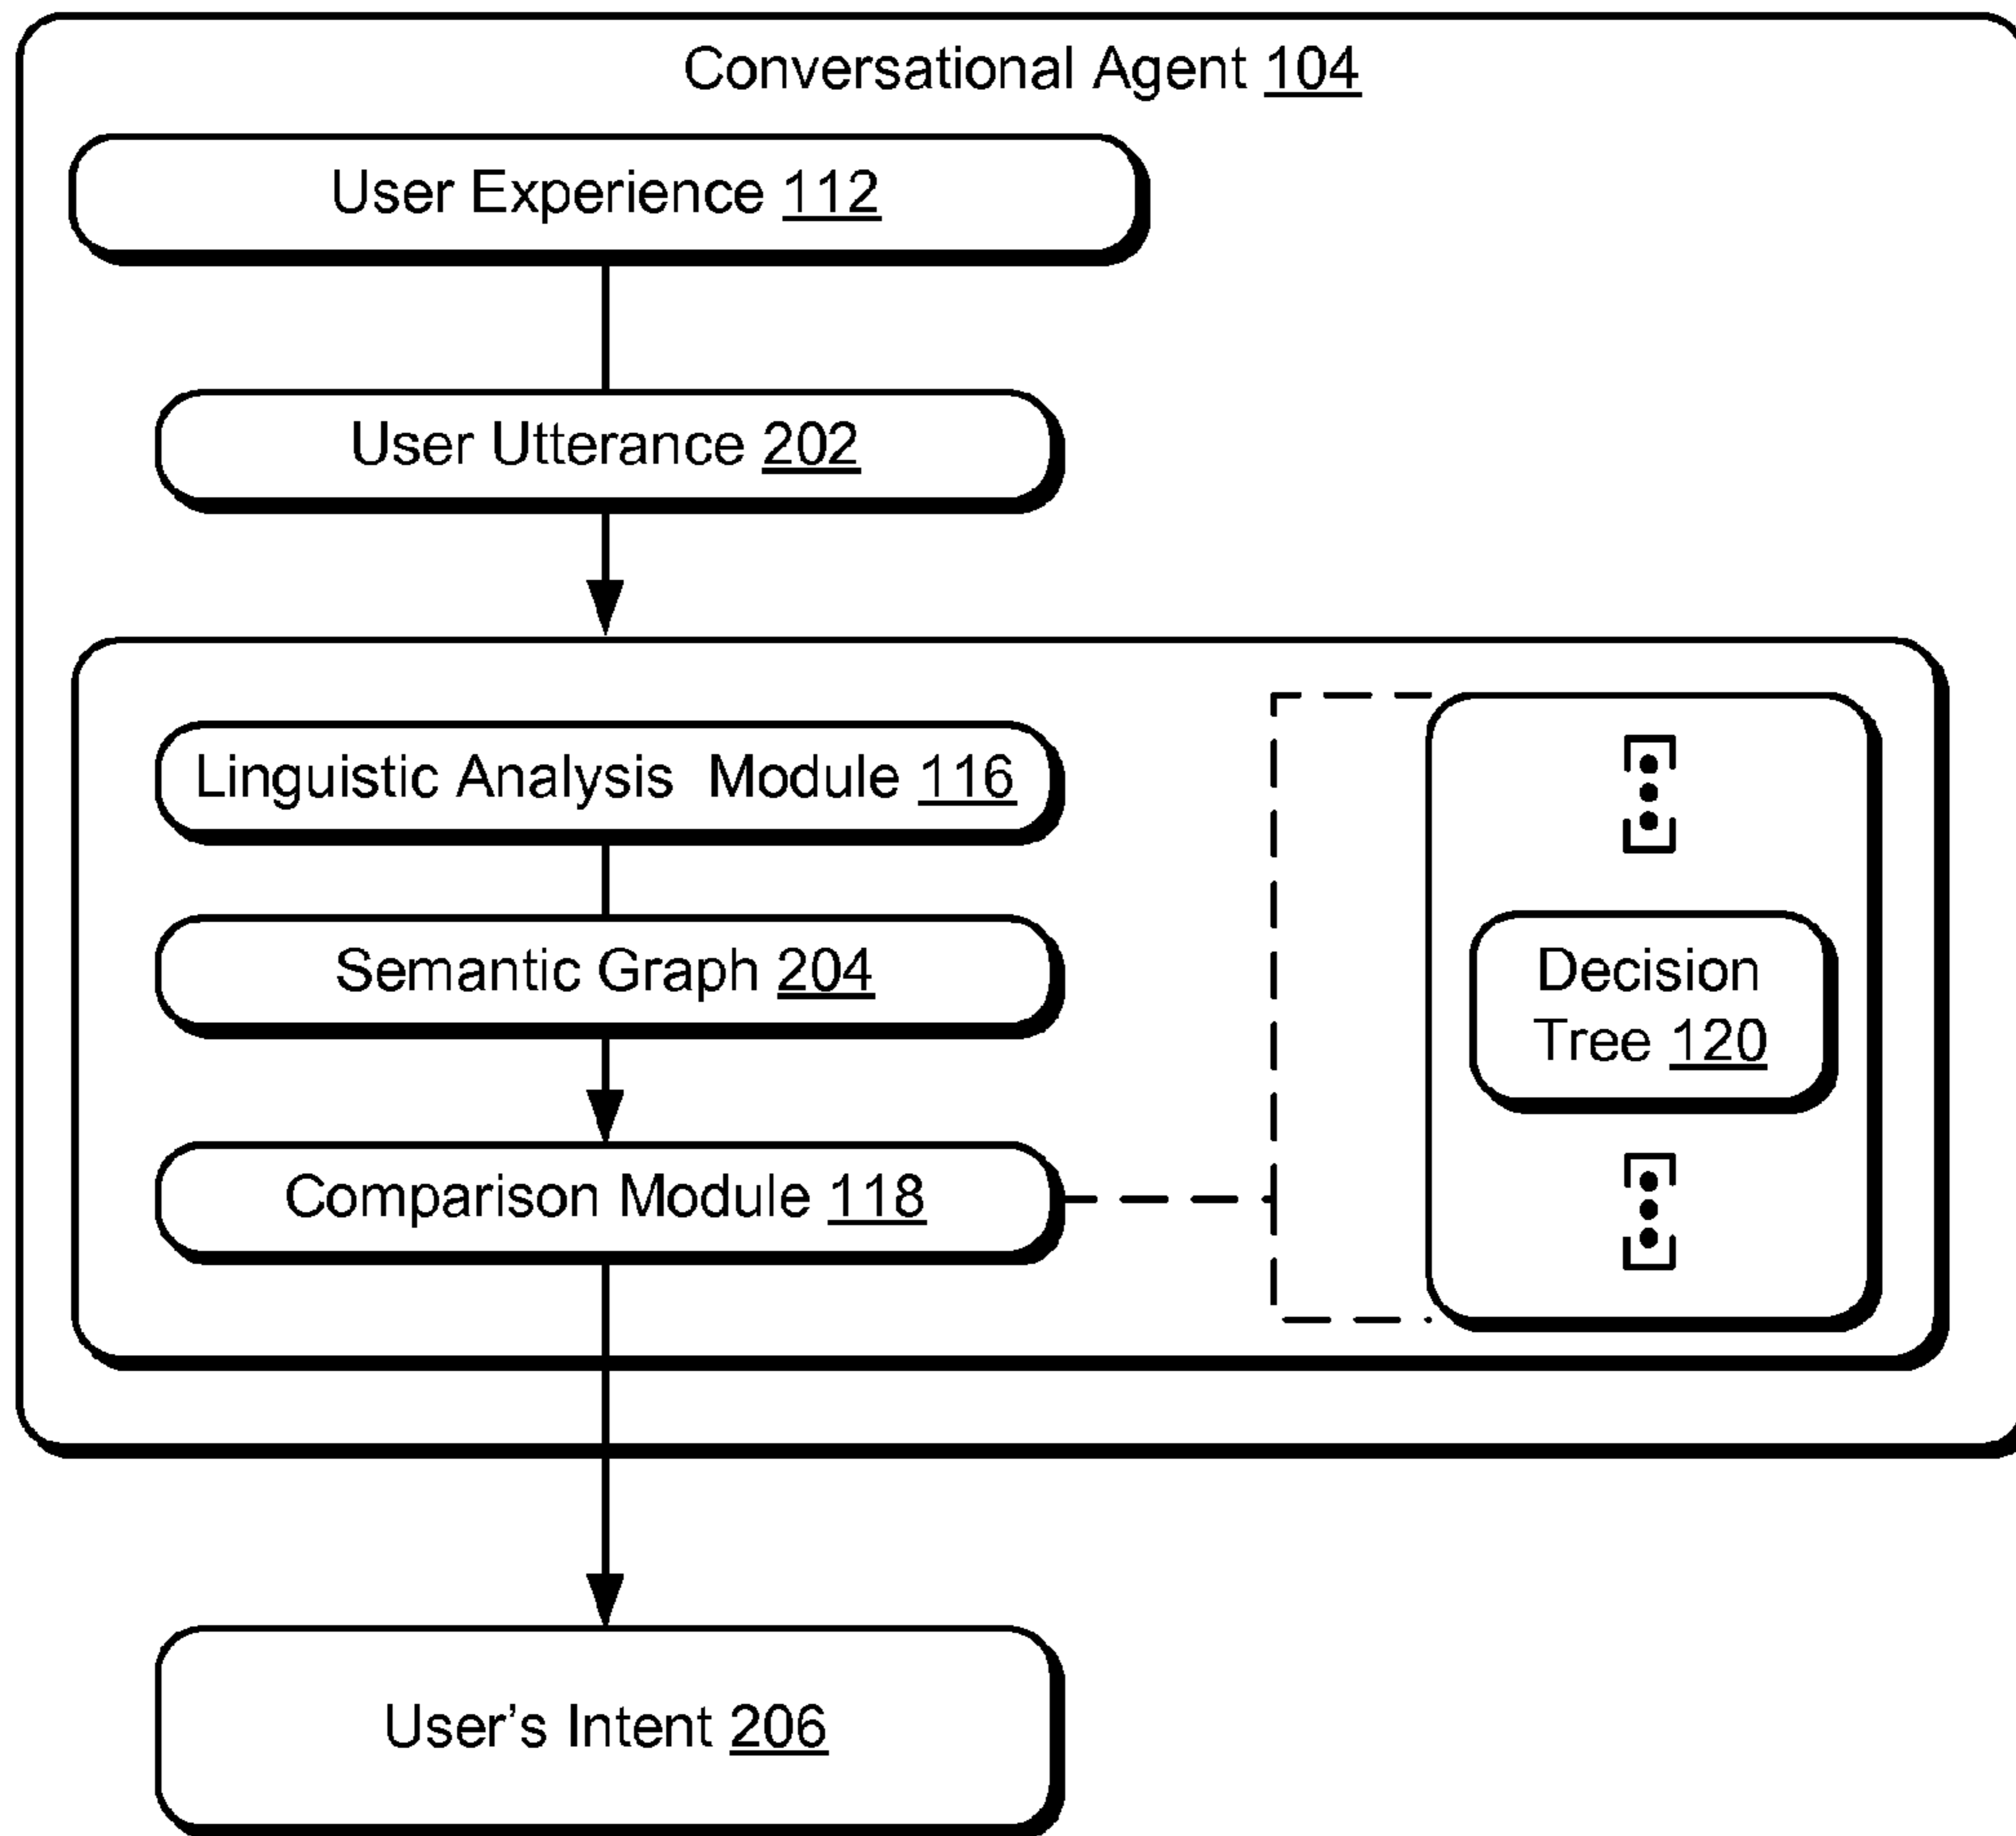 Conversational Agent 104
User Experience 112
User Utterance 202
Linguistic Analysis Module 116
Semantic Graph 204
Comparison Module 118
Decision
Tree 120
User’s Intent 206